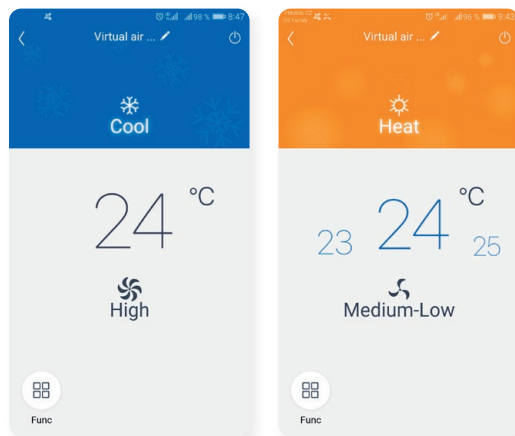 98 % 8:47
Virtual air ...
Cool
24 °C
High
Func
96 % 9:43
Virtual air ...
Heat
23 24 °C 25
Medium-Low
Func